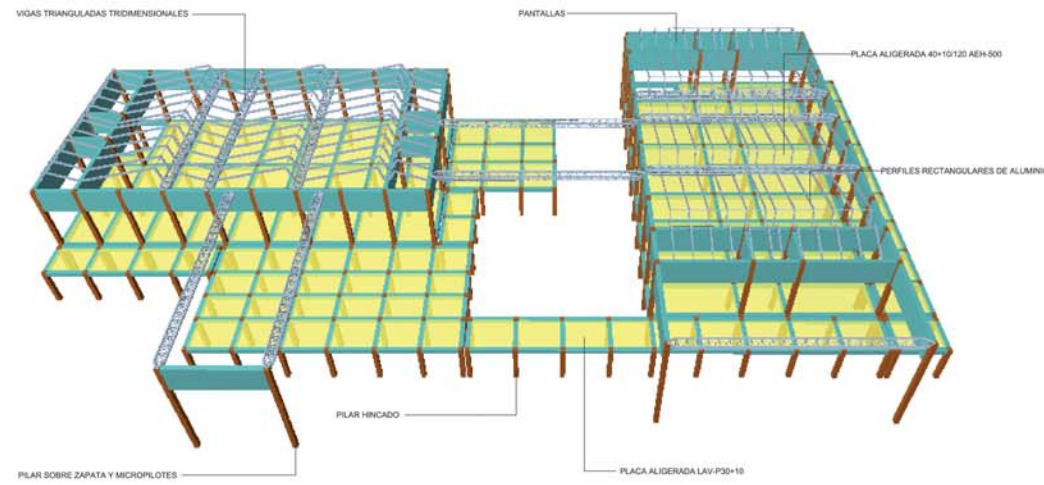 VIGAS TRIANGULADAS TRIDIMENSIONALES
PANTALLAS
PLACA ALIGERADA 40+10/120 AEH-500
PERFILES RECTANGULARES DE ALUMINI
PILAR HINCADO
PLACA ALIGERADA LAV-P30+10
PILAR SOBRE ZAPATA Y MICROPILOTES